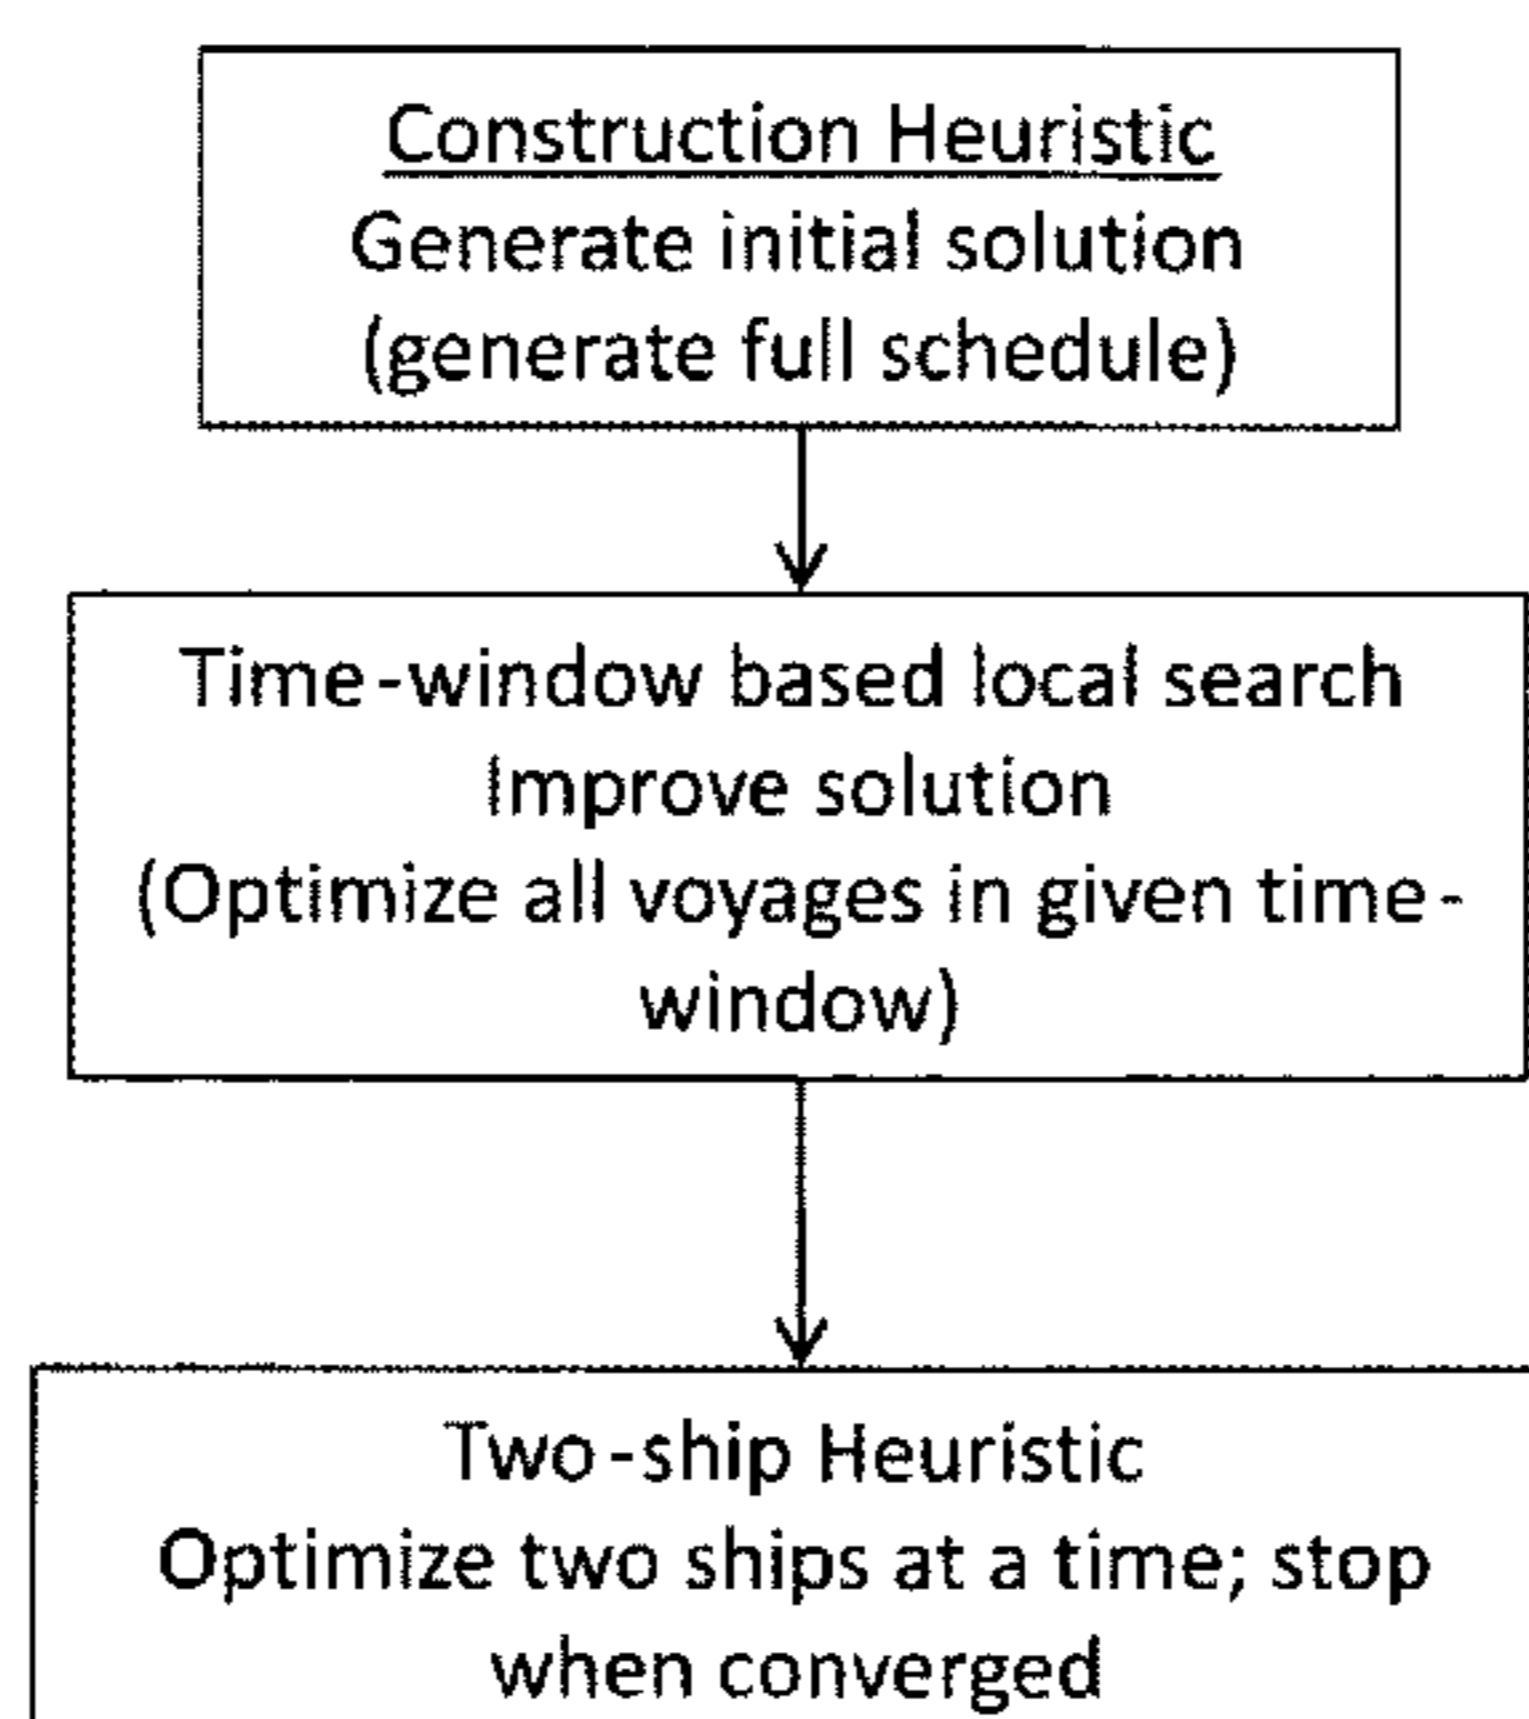 Construction Heuristic
Generate initial solution
(generate full schedule)
Time-window based local search
Improve solution
(Optimize all voyages in given time-
window)
Two-ship Heuristic
Optimize two ships at a time; stop
when converged